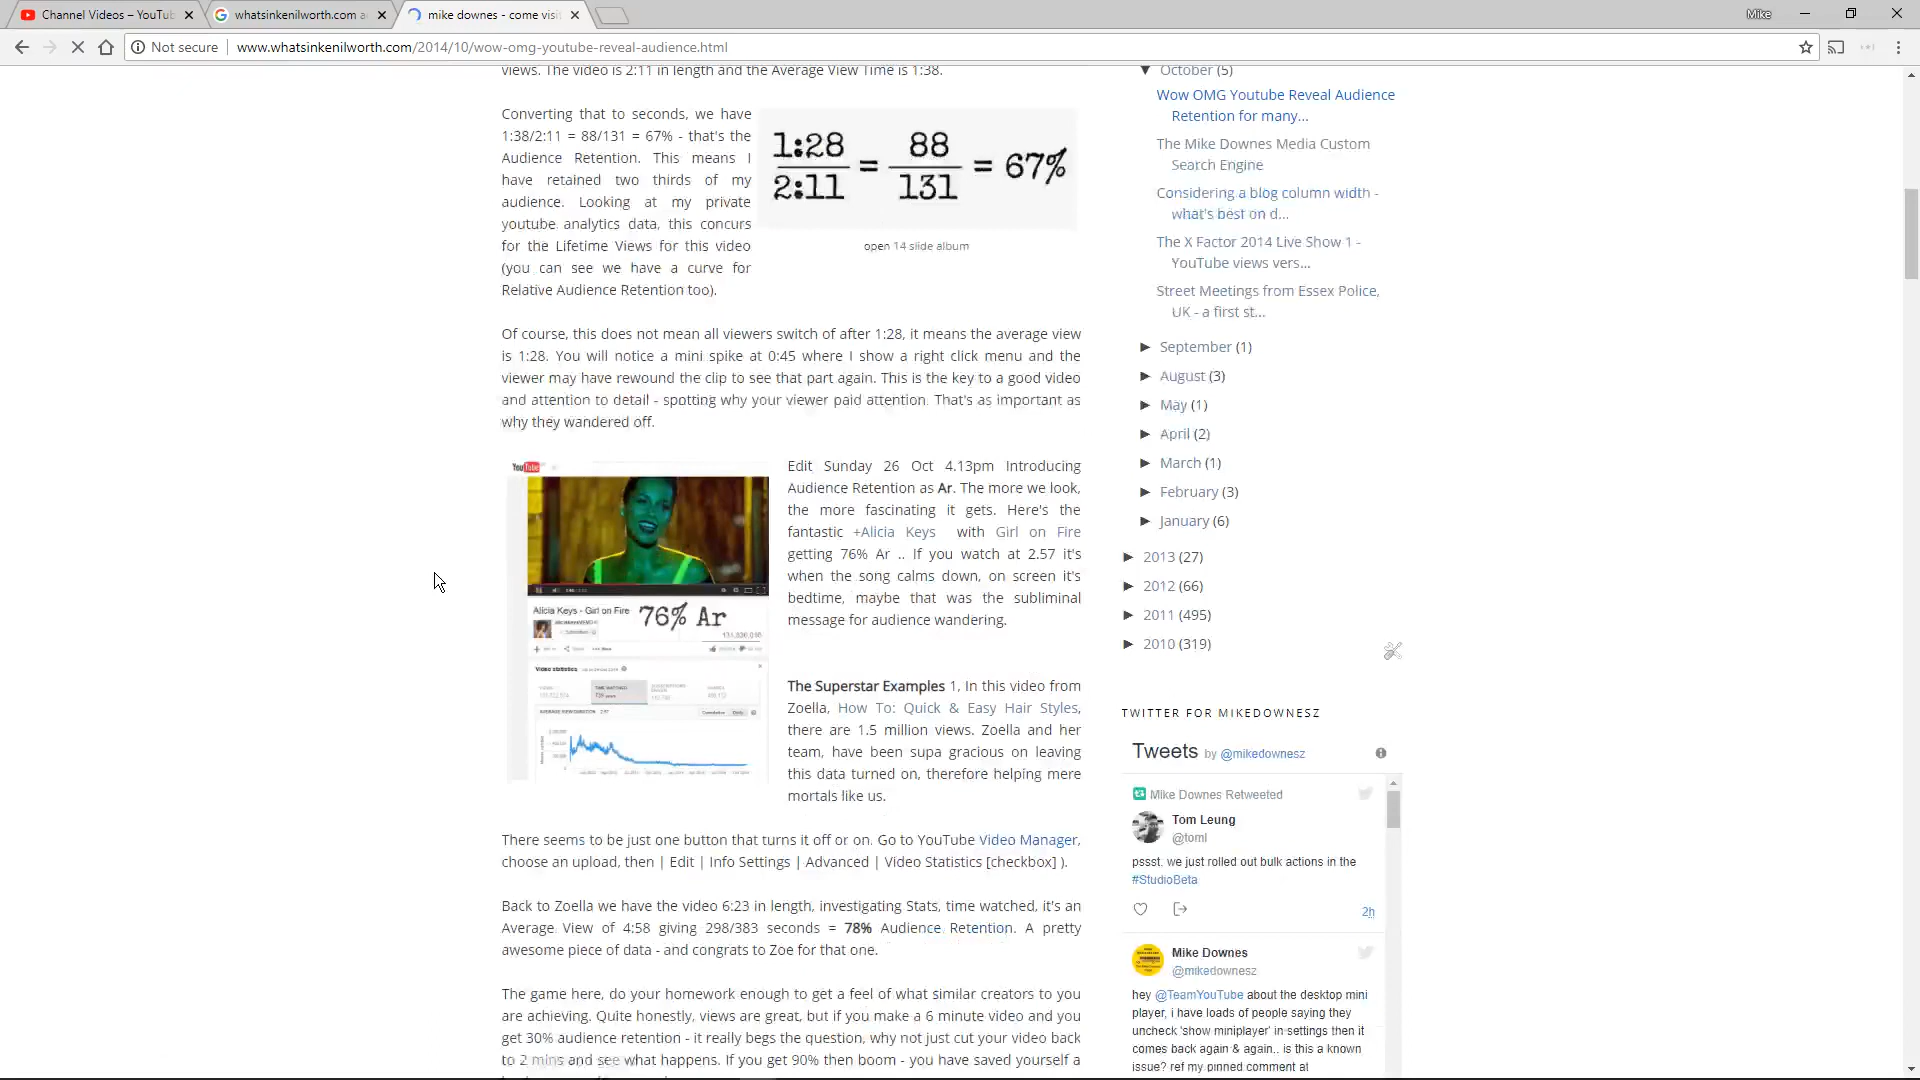 Channel Videos – YouTub
whatsinkenilworth.com a
mike downes - come visi
Mike
Not secure
www.whatsinkenilworth.com/2014/10/wow-omg-youtube-reveal-audience.html
views. The video is 2:11 in length and the Average View Time is 1:38.
Converting that to seconds, we have
1:38/2:11 = 88/131 = 67% - that's the
Audience Retention. This means I
have retained two thirds of my
audience. Looking at my private
youtube analytics data, this concurs
for the Lifetime Views for this video
(you can see we have a curve for
Relative Audience Retention too).
1:28 = 88 = 67%
2:11 131
open 14 slide album
Of course, this does not mean all viewers switch of after 1:28, it means the average view
is 1:28. You will notice a mini spike at 0:45 where I show a right click menu and the
viewer may have rewound the clip to see that part again. This is the key to a good video
and attention to detail - spotting why your viewer paid attention. That's as important as
why they wandered off.
YouTube
Alicia Keys - Girl on Fire
76% Ar
Video statistics
Edit Sunday 26 Oct 4.13pm Introducing
Audience Retention as Ar. The more we look,
the more fascinating it gets. Here's the
fantastic +Alicia Keys with Girl on Fire
getting 76% Ar .. If you watch at 2.57 it's
when the song calms down, on screen it's
bedtime, maybe that was the subliminal
message for audience wandering.
The Superstar Examples 1, In this video from
Zoella, How To: Quick & Easy Hair Styles,
there are 1.5 million views. Zoella and her
team, have been supa gracious on leaving
this data turned on, therefore helping mere
mortals like us.
There seems to be just one button that turns it off or on. Go to YouTube Video Manager,
choose an upload, then | Edit | Info Settings | Advanced | Video Statistics [checkbox] ).
Back to Zoella we have the video 6:23 in length, investigating Stats, time watched, it's an
Average View of 4:58 giving 298/383 seconds = 78% Audience Retention. A pretty
awesome piece of data - and congrats to Zoe for that one.
The game here, do your homework enough to get a feel of what similar creators to you
are achieving. Quite honestly, views are great, but if you make a 6 minute video and you
get 30% audience retention - it really begs the question, why not just cut your video back
to 2 mins and see what happens. If you get 90% then boom - you have saved yourself a
▼ October (5)
Wow OMG Youtube Reveal Audience
Retention for many...
The Mike Downes Media Custom
Search Engine
Considering a blog column width -
what's best on d...
The X Factor 2014 Live Show 1 -
YouTube views vers...
Street Meetings from Essex Police,
UK - a first st...
► September (1)
► August (3)
► May (1)
► April (2)
► March (1)
► February (3)
► January (6)
► 2013 (27)
► 2012 (66)
► 2011 (495)
► 2010 (319)
TWITTER FOR MIKEDOWNESZ
Tweets by @mikedownesz
Mike Downes Retweeted
Tom Leung
@toml
pssst. we just rolled out bulk actions in the
#StudioBeta
2h
Mike Downes
@mikedownesz
hey @TeamYouTube about the desktop mini
player, i have loads of people saying they
uncheck 'show miniplayer' in settings then it
comes back again & again.. is this a known
issue? ref my pinned comment at